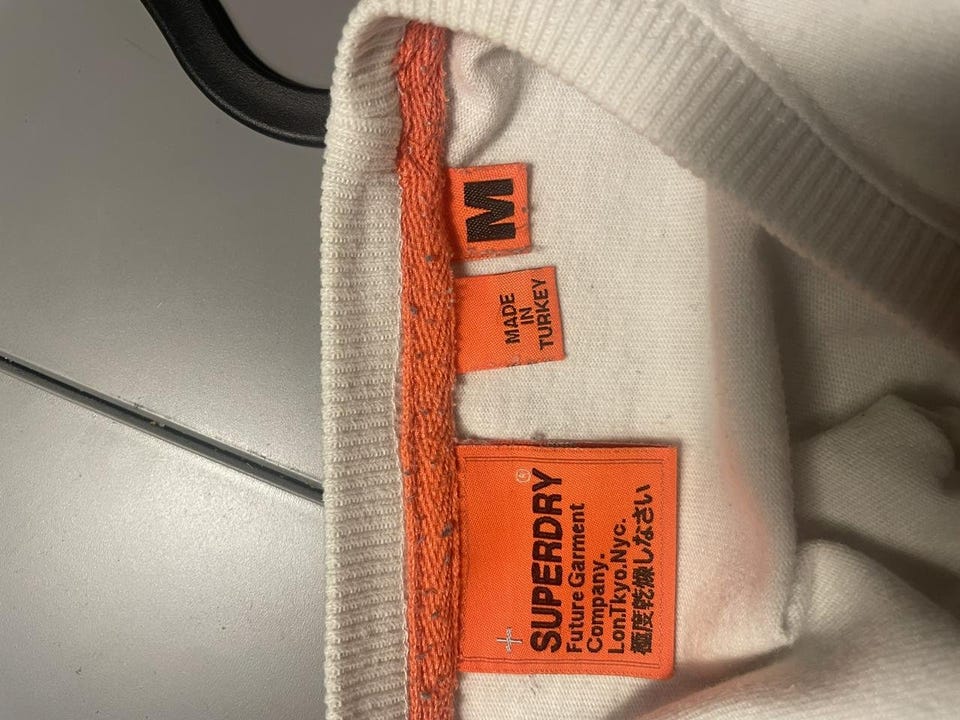 SUPERDRY®
Future Garment
Company.
Lon.Tkyo.Nyc.
極度乾燥しなさい
MADE
IN
TURKEY
M